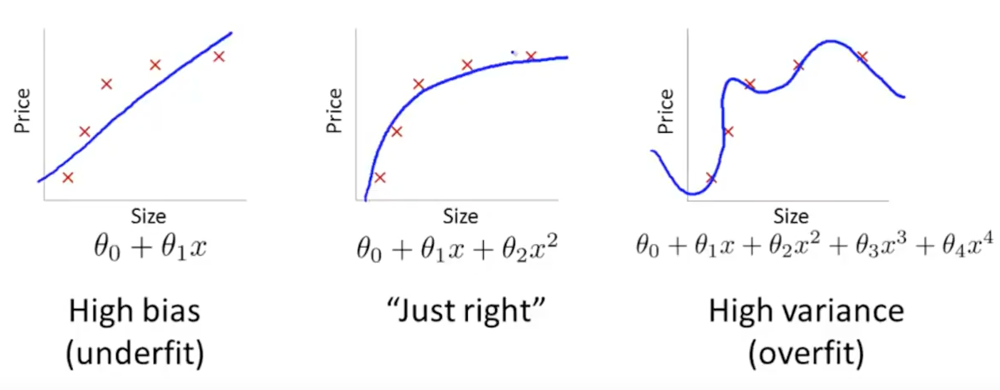 Price
Size
θ₀ + θ₁x
High bias
(underfit)
Price
Size
θ₀ + θ₁x + θ₂x²
“Just right”
Price
Size
θ₀ + θ₁x + θ₂x² + θ₃x³ + θ₄x⁴
High variance
(overfit)